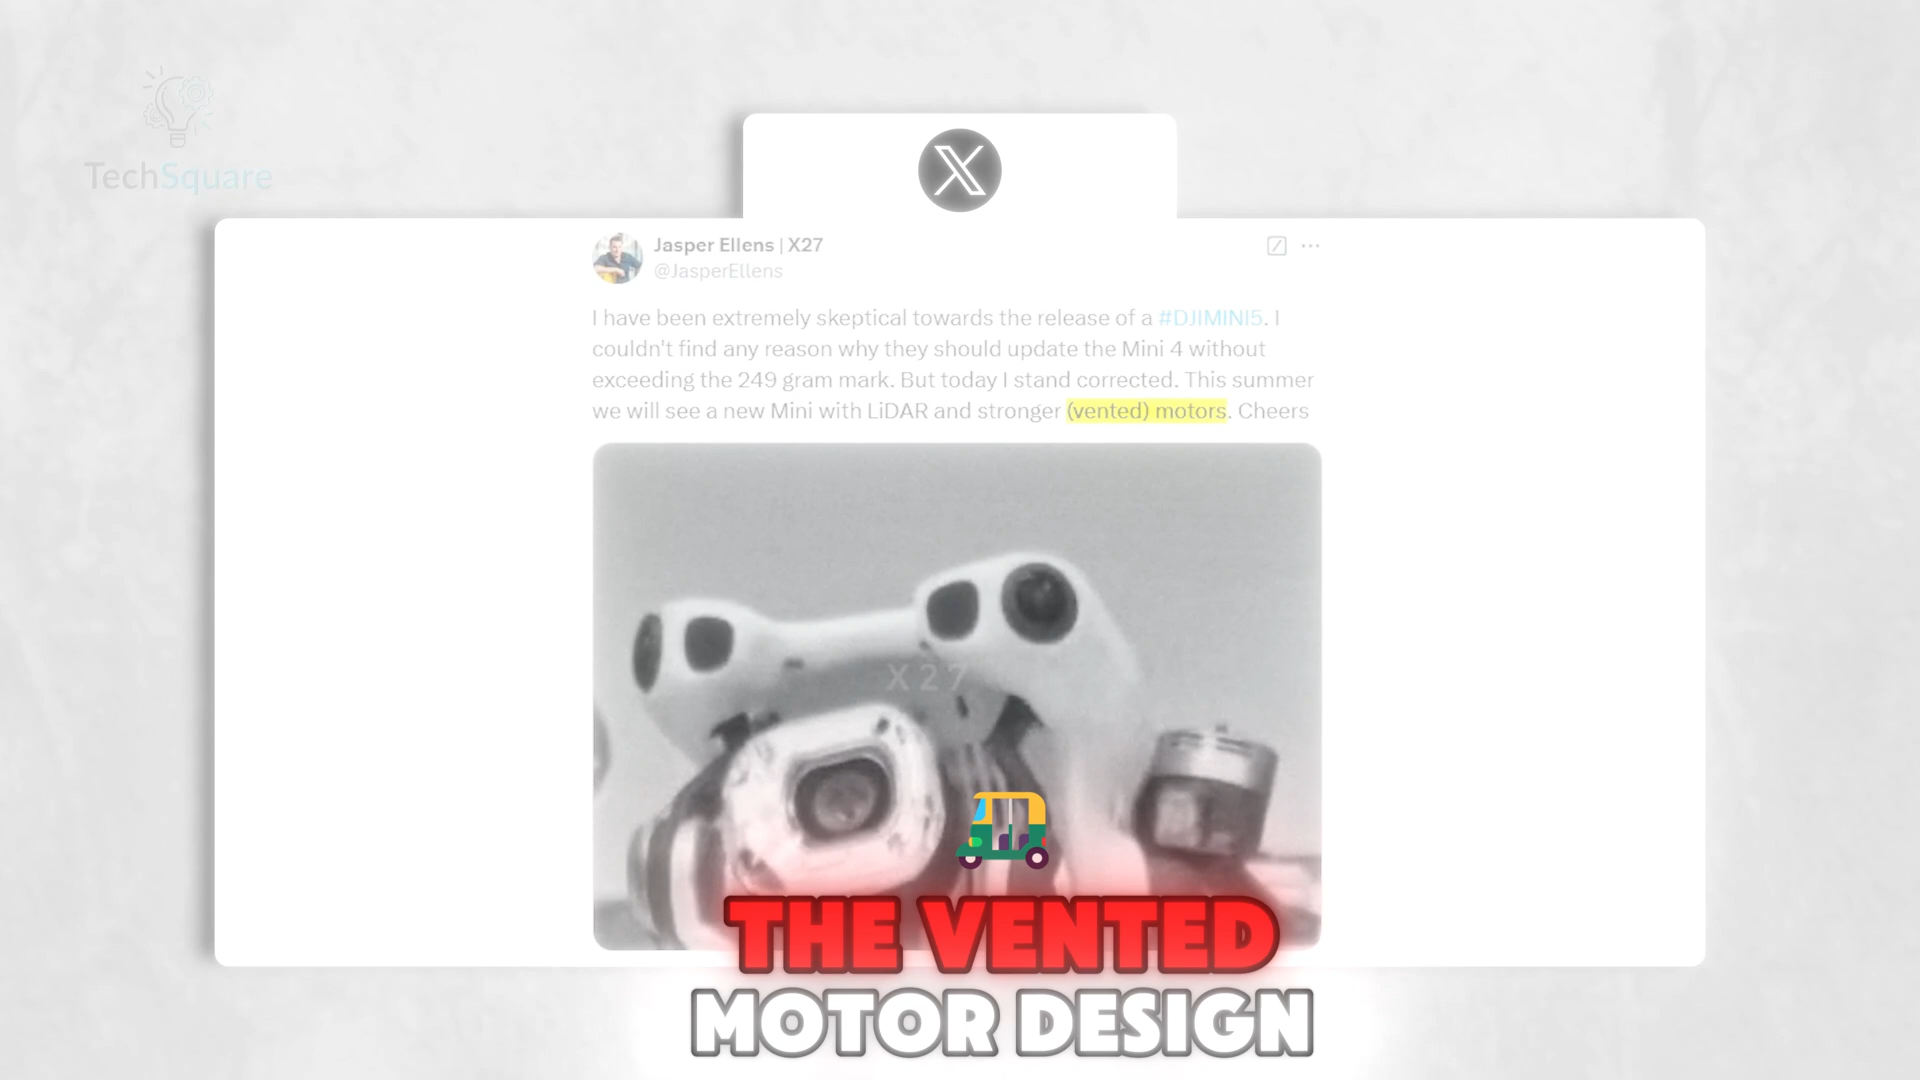 TechSquare
Jasper Ellens | X27
@JasperEllens
I have been extremely skeptical towards the release of a #DJIMINI5. I
couldn't find any reason why they should update the Mini 4 without
exceeding the 249 gram mark. But today I stand corrected. This summer
we will see a new Mini with LiDAR and stronger (vented) motors. Cheers
X27
THE VENTED
MOTOR DESIGN